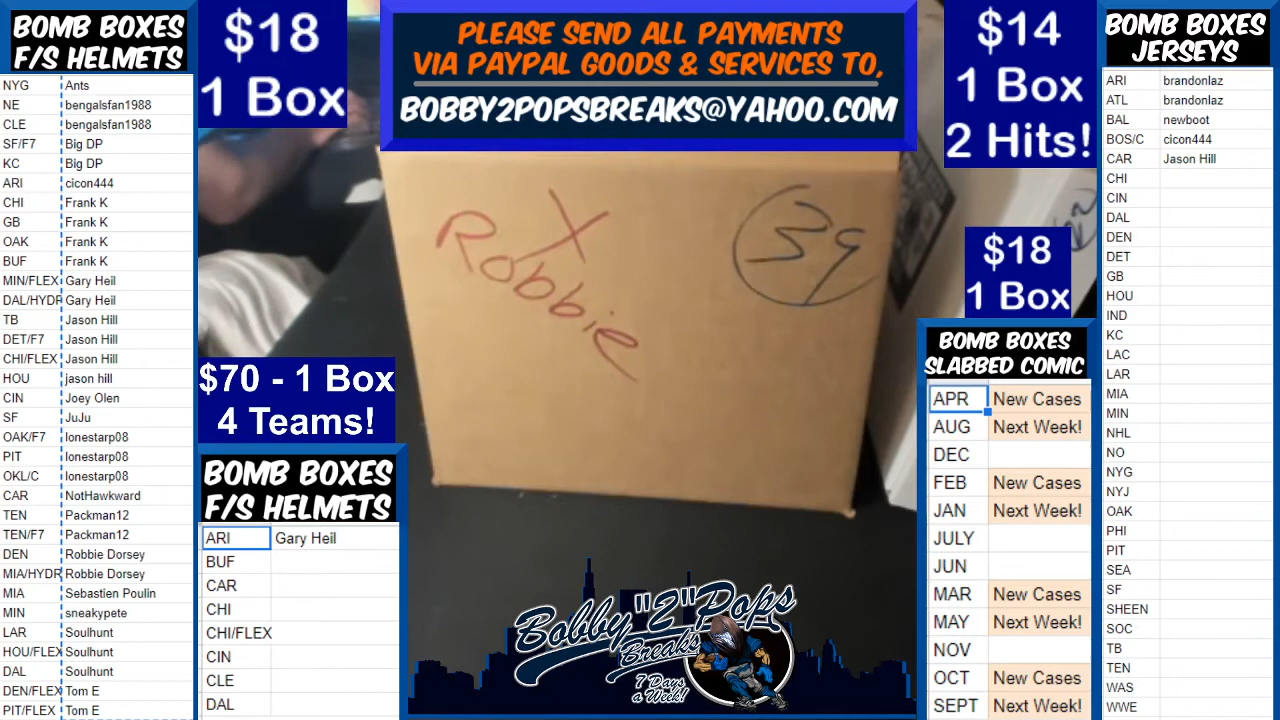 BOMB BOXES
F/S HELMETS
NYG Ants
NE bengalsfan1988
CLE bengalsfan1988
SF/F7 Big DP
KC Big DP
ARI cicon444
CHI Frank K
GB Frank K
OAK Frank K
BUF Frank K
MIN/FLEX Gary Heil
DAL/HYDR Gary Heil
TB Jason Hill
DET/F7 Jason Hill
CHI/FLEX Jason Hill
HOU jason hill
CIN Joey Olen
SF JuJu
OAK/F7 lonestarp08
PIT lonestarp08
OKL/C lonestarp08
CAR NotHawkward
TEN Packman12
TEN/F7 Packman12
DEN Robbie Dorsey
MIA/HYDR Robbie Dorsey
MIA Sebastien Poulin
MIN sneakypete
LAR Soulhunt
HOU/FLEX Soulhunt
DAL Soulhunt
DEN/FLEX Tom E
PIT/FLEX Tom E
$18
1 Box
$70 - 1 Box
4 Teams!
BOMB BOXES
F/S HELMETS
ARI Gary Heil
BUF
CAR
CHI
CHI/FLEX
CIN
CLE
DAL
PLEASE SEND ALL PAYMENTS
VIA PAYPAL GOODS & SERVICES TO,
BOBBY2POPSBREAKS@YAHOO.COM
X
Robbie
39
Bobby "2" Pops
Breaks
7 Days
a Week!
$14
1 Box
2 Hits!
$18
1 Box
BOMB BOXES
SLABBED COMIC
APR New Cases
AUG Next Week!
DEC
FEB New Cases
JAN Next Week!
JULY
JUN
MAR New Cases
MAY Next Week!
NOV
OCT New Cases
SEPT Next Week!
BOMB BOXES
JERSEYS
ARI brandonlaz
ATL brandonlaz
BAL newboot
BOS/C cicon444
CAR Jason Hill
CHI
CIN
DAL
DEN
DET
GB
HOU
IND
KC
LAC
LAR
MIA
MIN
NHL
NO
NYG
NYJ
OAK
PHI
PIT
SEA
SF
SHEEN
SOC
TB
TEN
WAS
WWE